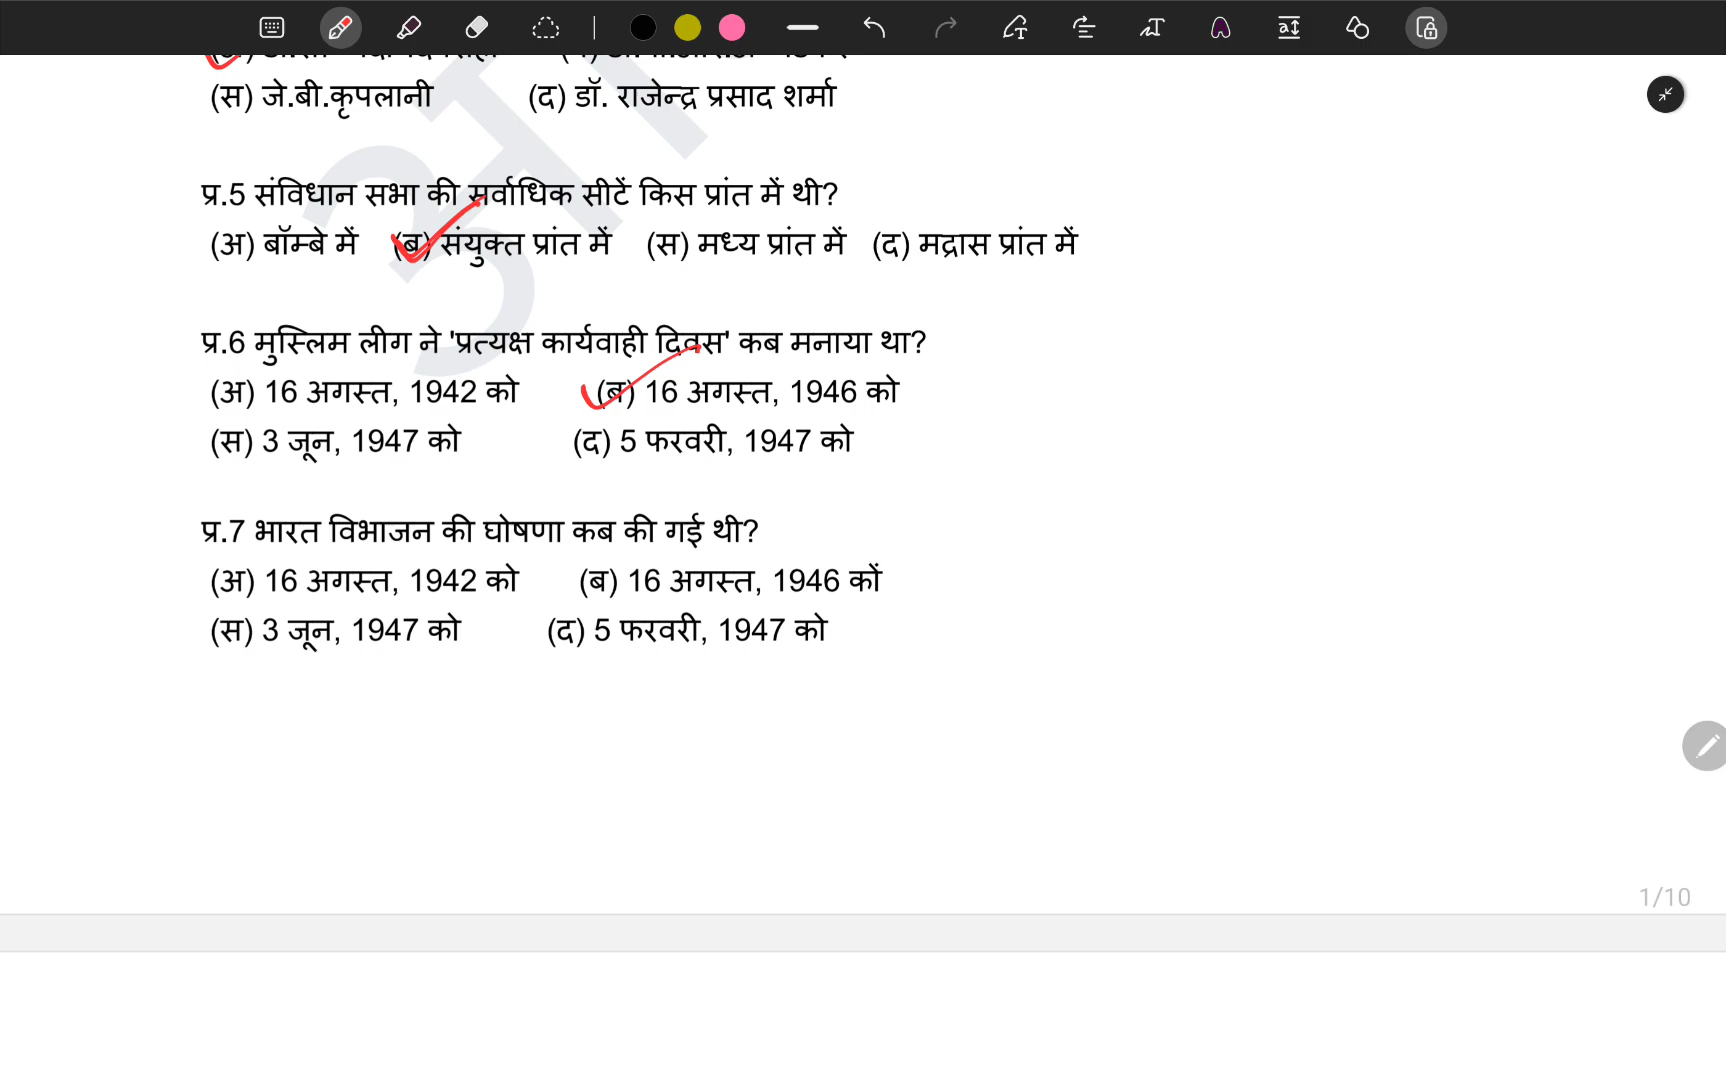 (स) जे.बी.कृपलानी (द) डॉ. राजेन्द्र प्रसाद शर्मा
प्र.5 संविधान सभा की सर्वाधिक सीटें किस प्रांत में थी?
(अ) बॉम्बे में (ब) संयुक्त प्रांत में (स) मध्य प्रांत में (द) मद्रास प्रांत में
प्र.6 मुस्लिम लीग ने 'प्रत्यक्ष कार्यवाही दिवस' कब मनाया था?
(अ) 16 अगस्त, 1942 को (ब) 16 अगस्त, 1946 को
(स) 3 जून, 1947 को (द) 5 फरवरी, 1947 को
प्र.7 भारत विभाजन की घोषणा कब की गई थी?
(अ) 16 अगस्त, 1942 को (ब) 16 अगस्त, 1946 कों
(स) 3 जून, 1947 को (द) 5 फरवरी, 1947 को
1/10